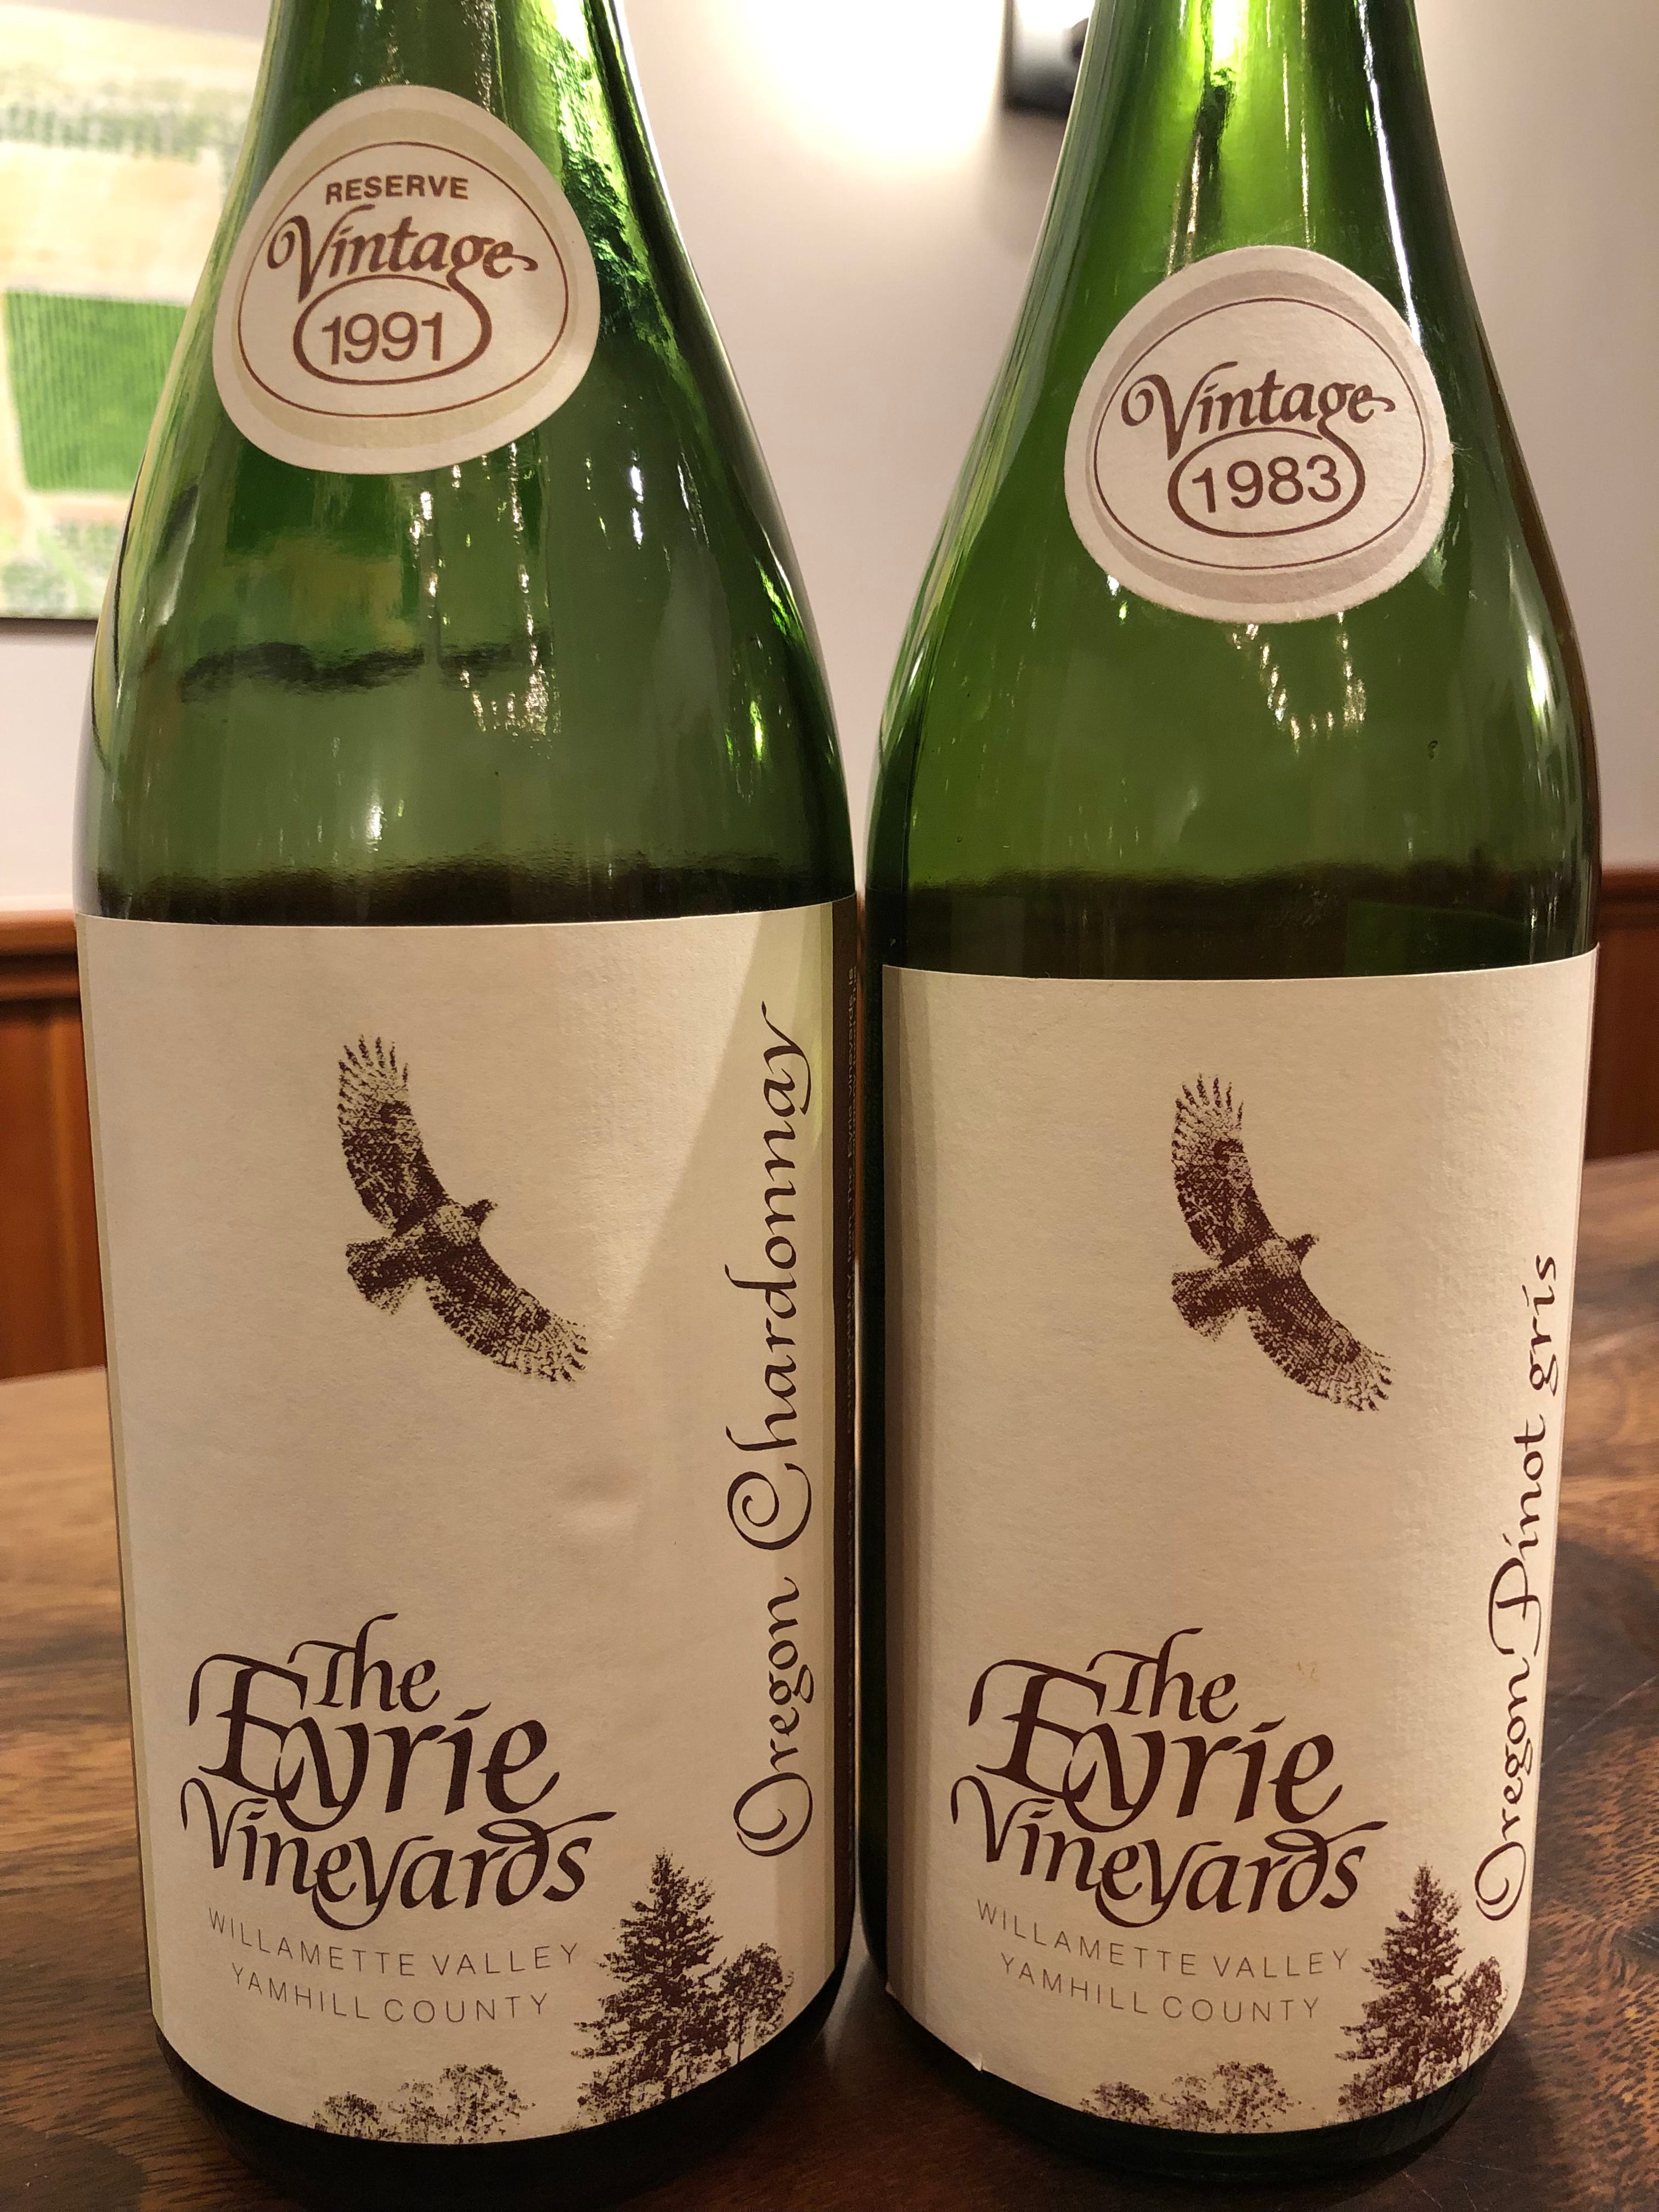 RESERVE
Vintage
1991
Oregon Chardonnay
The
Eyrie
Vineyards
WILLAMETTE VALLEY
YAMHILL COUNTY
Vintage
1983
Oregon Pinot gris
The
Eyrie
Vineyards
WILLAMETTE VALLEY
YAMHILL COUNTY